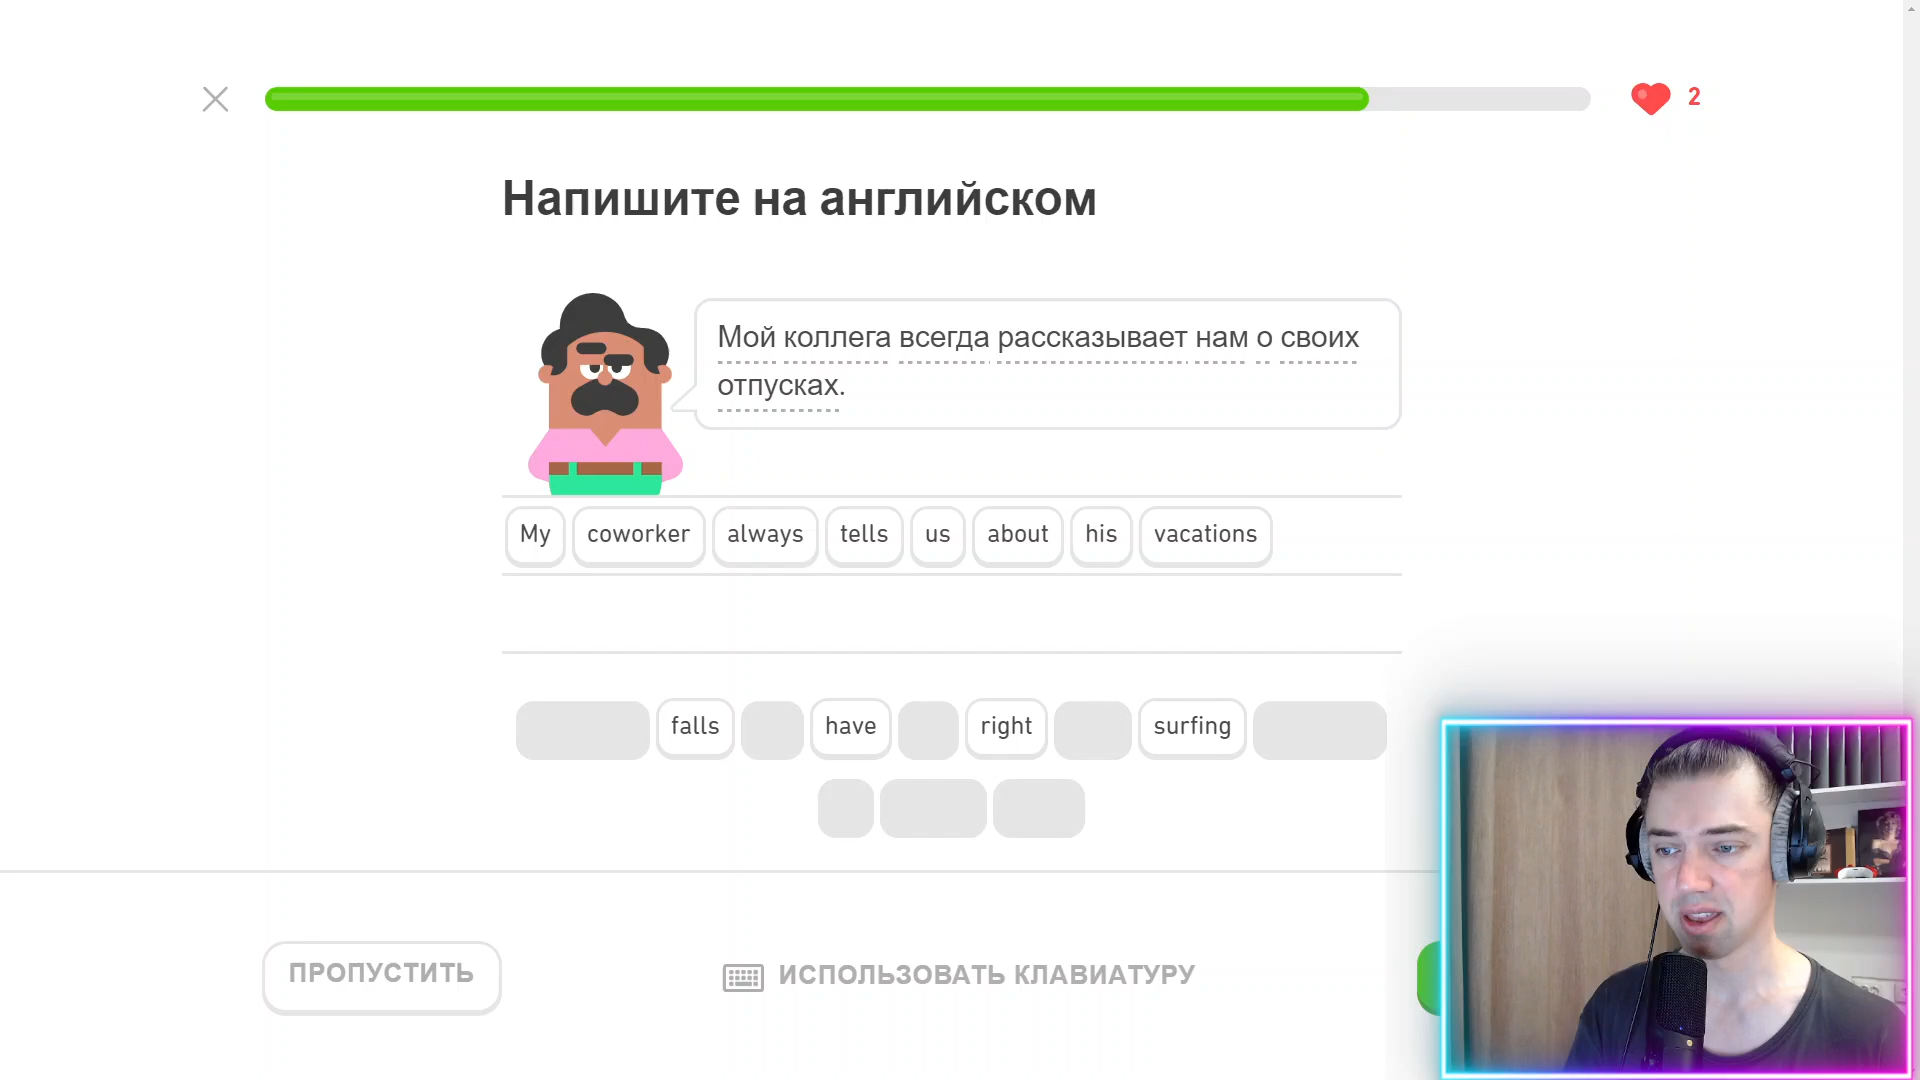 2
Напишите на английском
Мой коллега всегда рассказывает нам о своих
отпусках.
My coworker always tells us about his vacations
falls have right surfing
ПРОПУСТИТЬ
ИСПОЛЬЗОВАТЬ КЛАВИАТУРУ